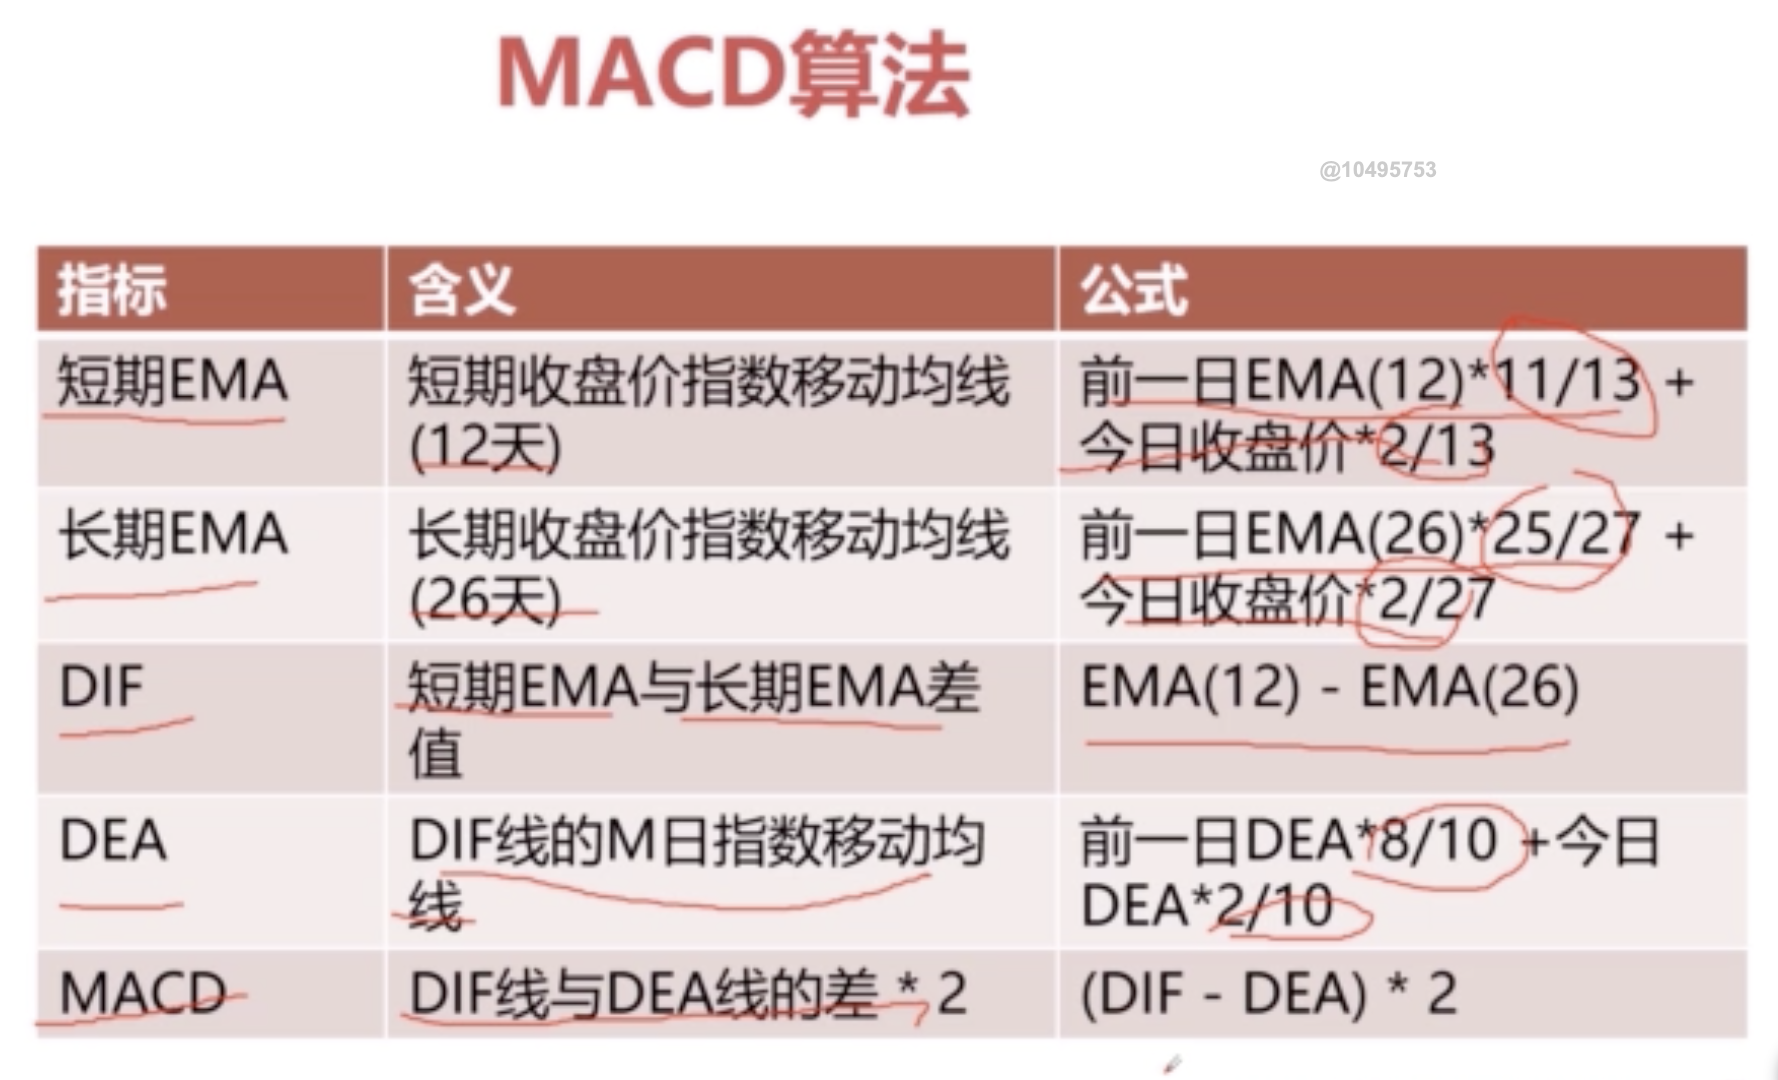 MACD算法
@10495753
指标 含义 公式
短期EMA 短期收盘价指数移动均线 前一日EMA(12)*11/13 +
(12天) 今日收盘价*2/13
长期EMA 长期收盘价指数移动均线 前一日EMA(26)*25/27 +
(26天) 今日收盘价*2/27
DIF 短期EMA与长期EMA差 EMA(12) - EMA(26)
值
DEA DIF线的M日指数移动均 前一日DEA*8/10 +今日
线 DEA*2/10
MACD DIF线与DEA线的差 * 2 (DIF - DEA) * 2